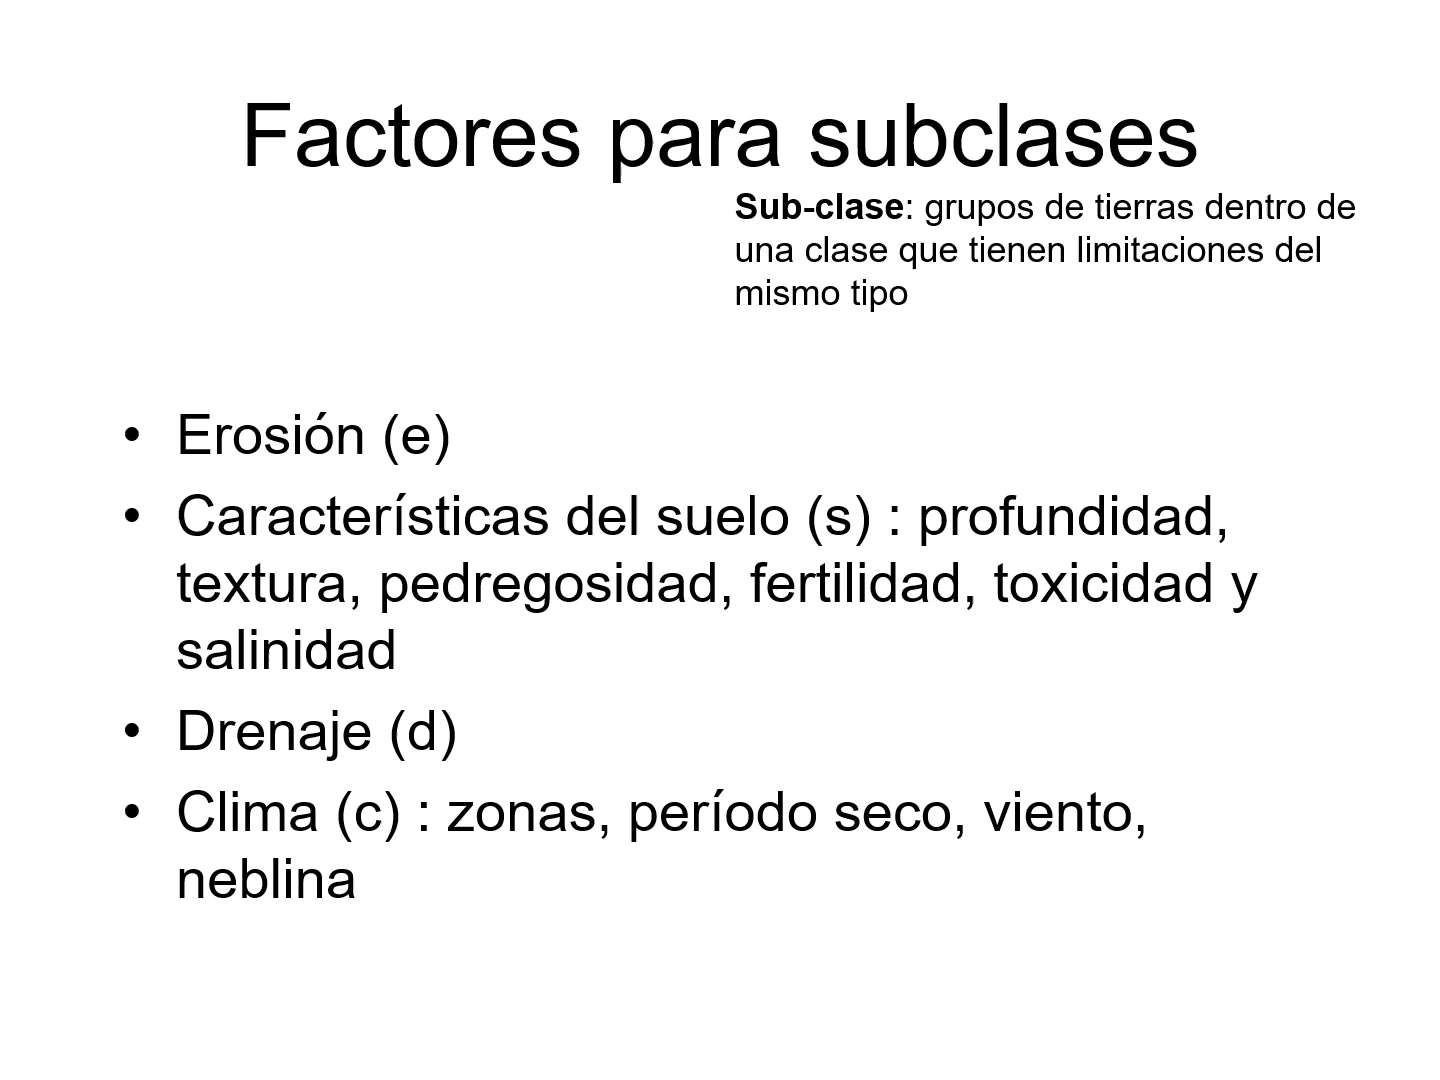 Factores para subclases
Sub-clase: grupos de tierras dentro de
una clase que tienen limitaciones del
mismo tipo
• Erosión (e)
• Características del suelo (s) : profundidad,
textura, pedregosidad, fertilidad, toxicidad y
salinidad
• Drenaje (d)
• Clima (c) : zonas, período seco, viento,
neblina